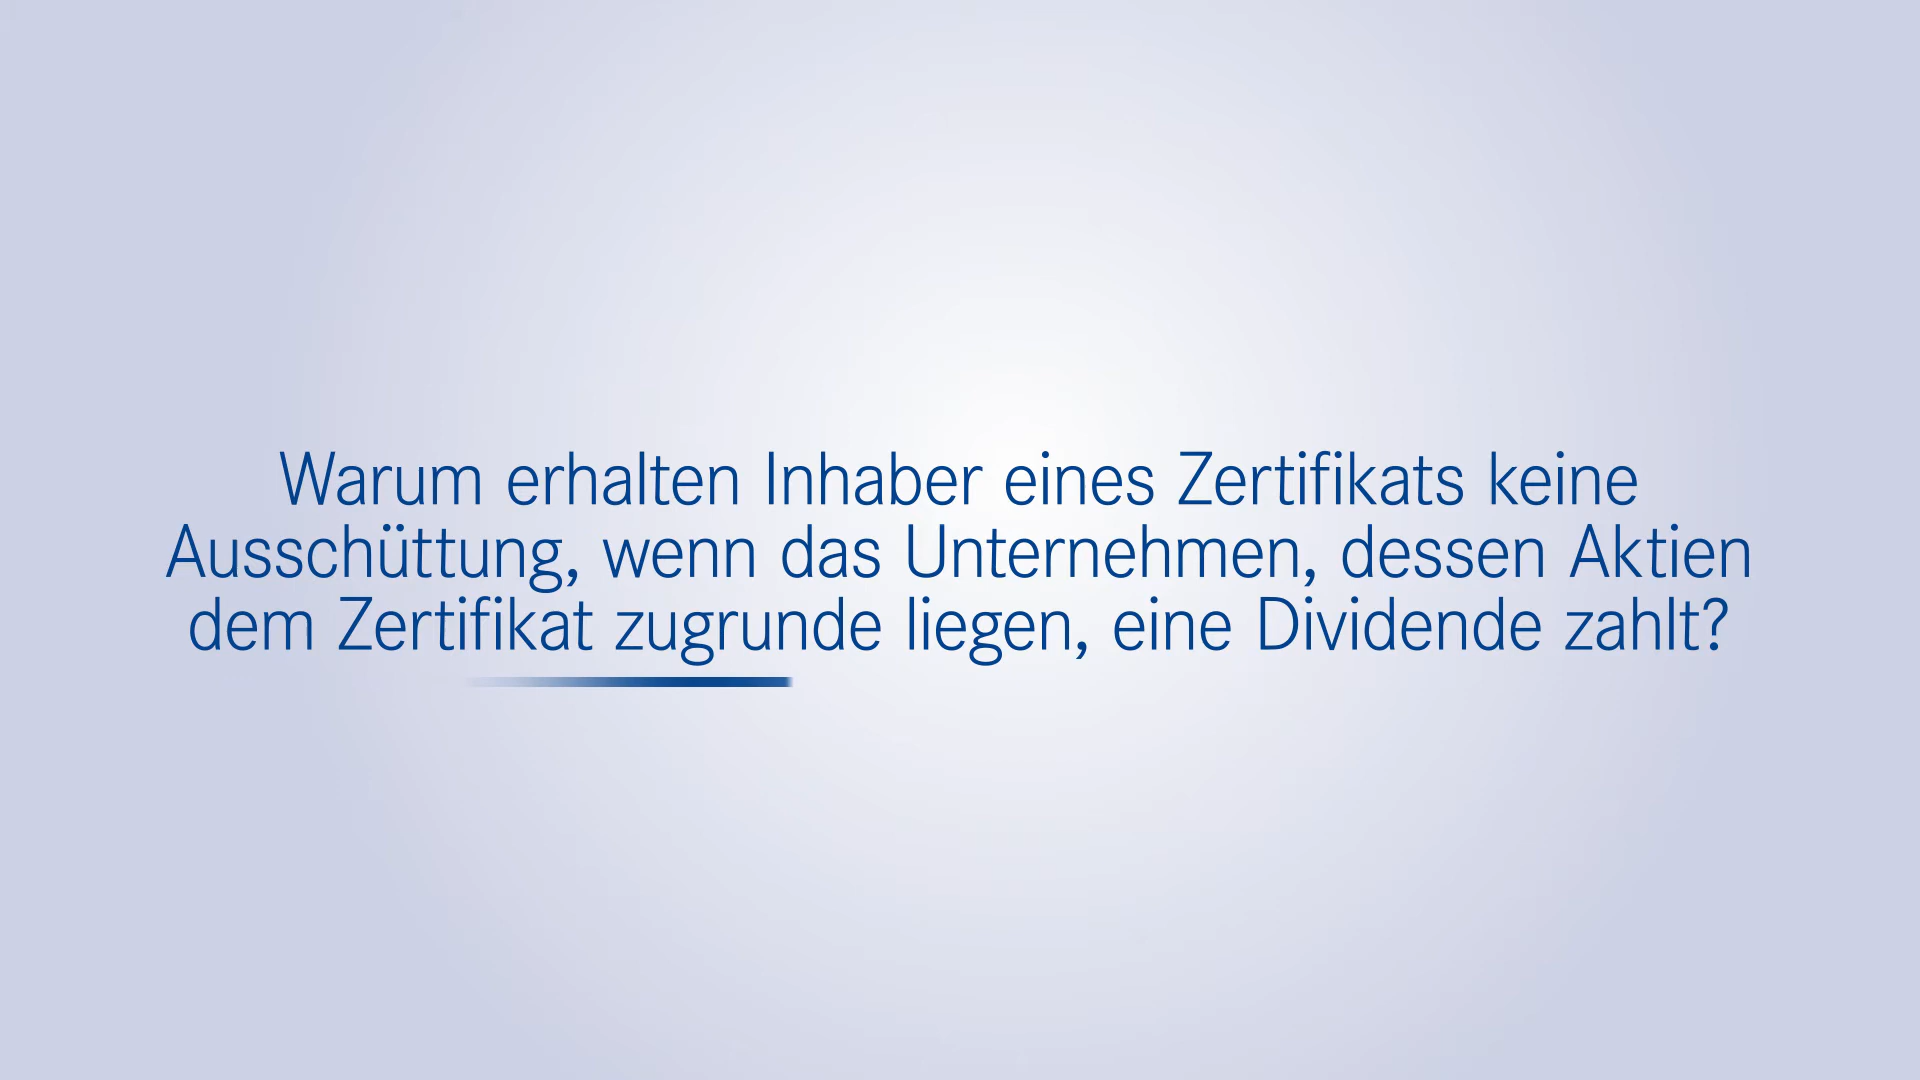 Warum erhalten Inhaber eines Zertifikats keine
Ausschüttung, wenn das Unternehmen, dessen Aktien
dem Zertifikat zugrunde liegen, eine Dividende zahlt?